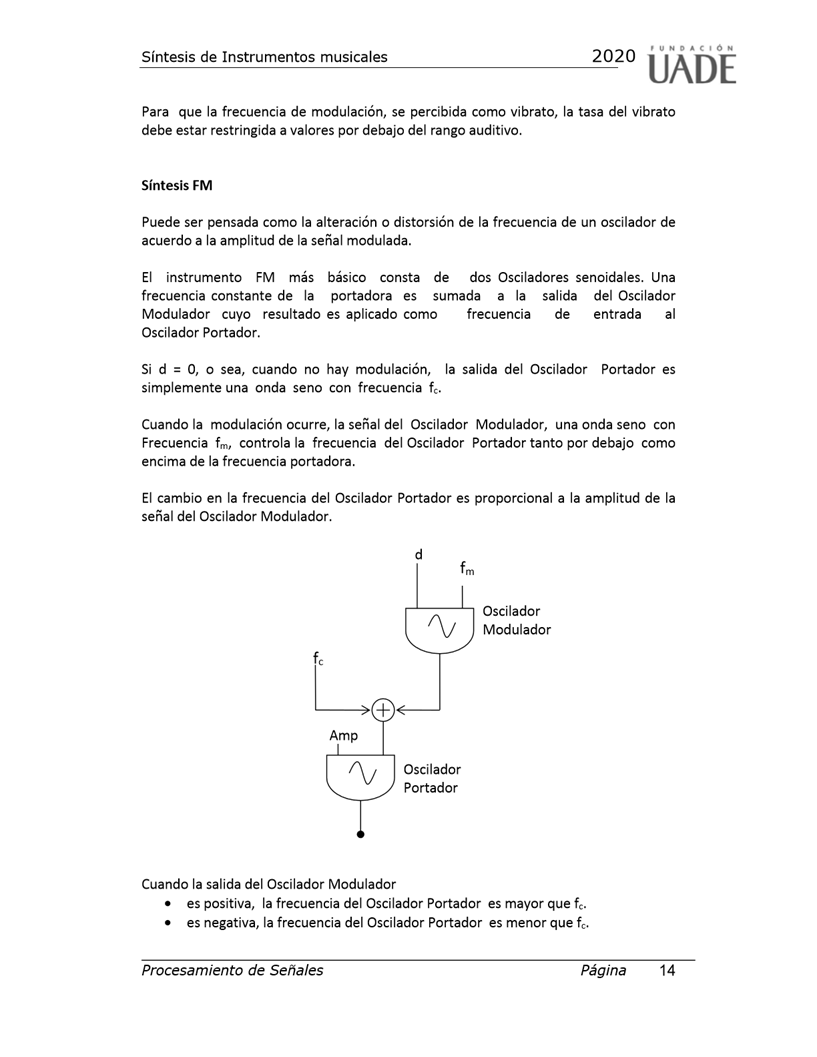 Síntesis de Instrumentos musicales 2020 FUNDACIÓN
UADE
Para que la frecuencia de modulación, se percibida como vibrato, la tasa del vibrato
debe estar restringida a valores por debajo del rango auditivo.
Síntesis FM
Puede ser pensada como la alteración o distorsión de la frecuencia de un oscilador de
acuerdo a la amplitud de la señal modulada.
El instrumento FM más básico consta de dos Osciladores senoidales. Una
frecuencia constante de la portadora es sumada a la salida del Oscilador
Modulador cuyo resultado es aplicado como frecuencia de entrada al
Oscilador Portador.
Si d = 0, o sea, cuando no hay modulación, la salida del Oscilador Portador es
simplemente una onda seno con frecuencia fc.
Cuando la modulación ocurre, la señal del Oscilador Modulador, una onda seno con
Frecuencia fm, controla la frecuencia del Oscilador Portador tanto por debajo como
encima de la frecuencia portadora.
El cambio en la frecuencia del Oscilador Portador es proporcional a la amplitud de la
señal del Oscilador Modulador.
d
fm
Oscilador
Modulador
fc
Amp
Oscilador
Portador
Cuando la salida del Oscilador Modulador
• es positiva, la frecuencia del Oscilador Portador es mayor que fc.
• es negativa, la frecuencia del Oscilador Portador es menor que fc.
Procesamiento de Señales Página 14